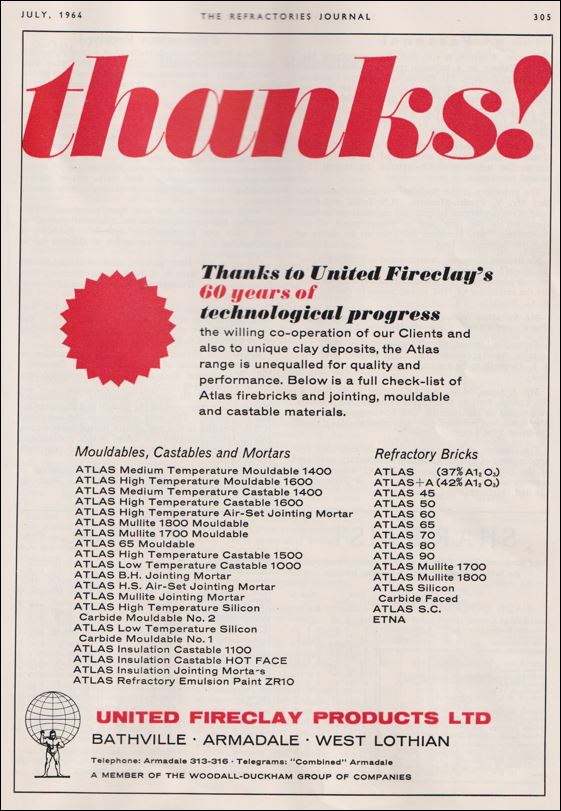 JULY, 1964 THE REFRACTORIES JOURNAL 305
thanks!
Thanks to United Fireclay's
60 years of
technological progress
the willing co-operation of our Clients and
also to unique clay deposits, the Atlas
range is unequalled for quality and
performance. Below is a full check-list of
Atlas firebricks and jointing, mouldable
and castable materials.
Mouldables, Castables and Mortars
ATLAS Medium Temperature Mouldable 1400
ATLAS High Temperature Mouldable 1600
ATLAS Medium Temperature Castable 1400
ATLAS High Temperature Castable 1600
ATLAS High Temperature Air-Set Jointing Mortar
ATLAS Mullite 1800 Mouldable
ATLAS Mullite 1700 Mouldable
ATLAS 65 Mouldable
ATLAS High Temperature Castable 1500
ATLAS Low Temperature Castable 1000
ATLAS B.H. Jointing Mortar
ATLAS H.S. Air-Set Jointing Mortar
ATLAS Mullite Jointing Mortar
ATLAS High Temperature Silicon
Carbide Mouldable No. 2
ATLAS Low Temperature Silicon
Carbide Mouldable No. 1
ATLAS Insulation Castable 1100
ATLAS Insulation Castable HOT FACE
ATLAS Insulation Jointing Mortars
ATLAS Refractory Emulsion Paint ZR10
Refractory Bricks
ATLAS (37% A1₂ O₃)
ATLAS+A (42% A1₂ O₃)
ATLAS 45
ATLAS 50
ATLAS 60
ATLAS 65
ATLAS 70
ATLAS 80
ATLAS 90
ATLAS Mullite 1700
ATLAS Mullite 1800
ATLAS Silicon
Carbide Faced
ATLAS S.C.
ETNA
UNITED FIRECLAY PRODUCTS LTD
BATHVILLE · ARMADALE · WEST LOTHIAN
Telephone: Armadale 313-316 · Telegrams: "Combined" Armadale
A MEMBER OF THE WOODALL-DUCKHAM GROUP OF COMPANIES